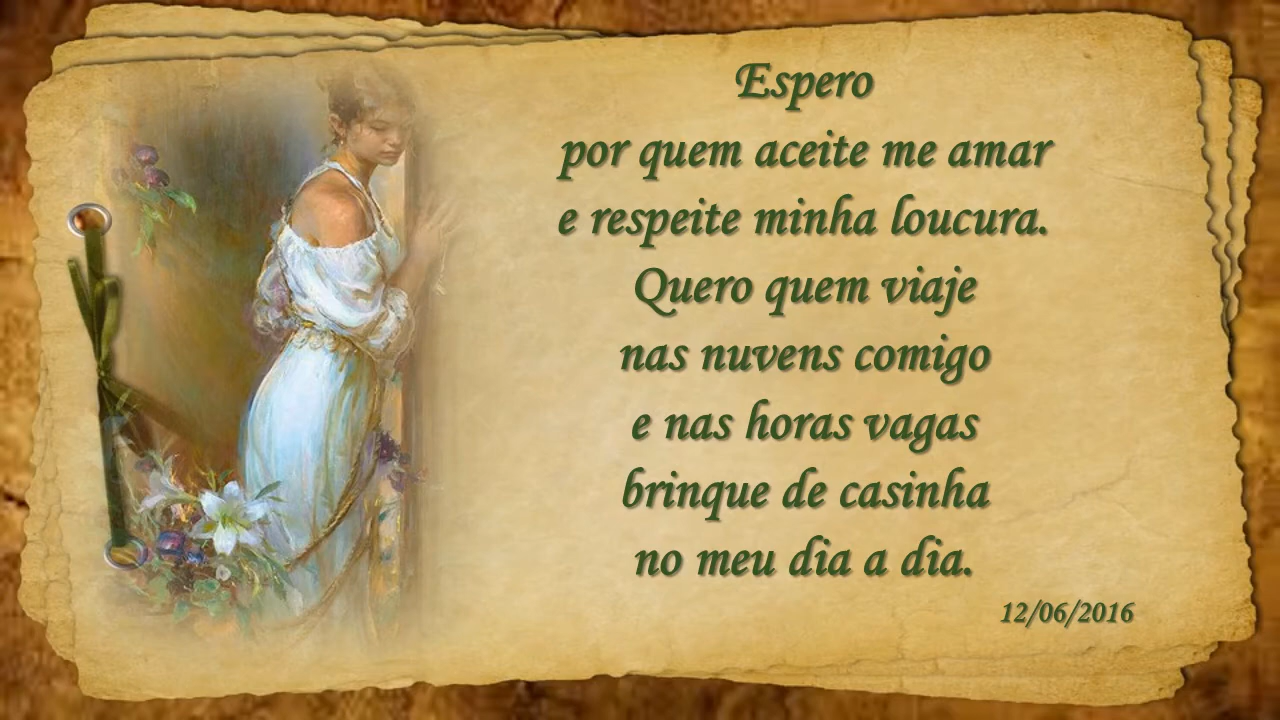 Espero
por quem aceite me amar
e respeite minha loucura.
Quero quem viaje
nas nuvens comigo
e nas horas vagas
brinque de casinha
no meu dia a dia.
12/06/2016